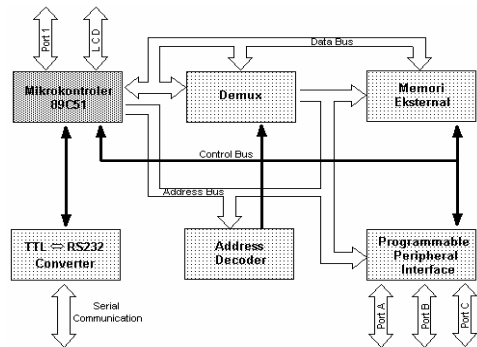 Port 1
LCD
Data Bus
Mikrokontroler
89C51
Demux
Memori
Eksternal
Control Bus
Address Bus
TTL ⇔ RS232
Converter
Address
Decoder
Programmable
Peripheral
Interface
Serial
Communication
Port A
Port B
Port C